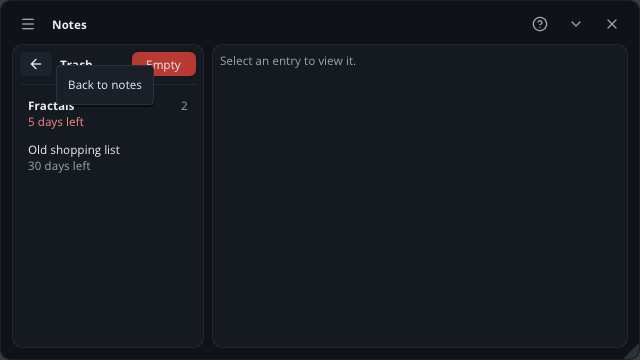 Notes
Trash
Empty
Back to notes
Fractals
2
5 days left
Old shopping list
30 days left
Select an entry to view it.